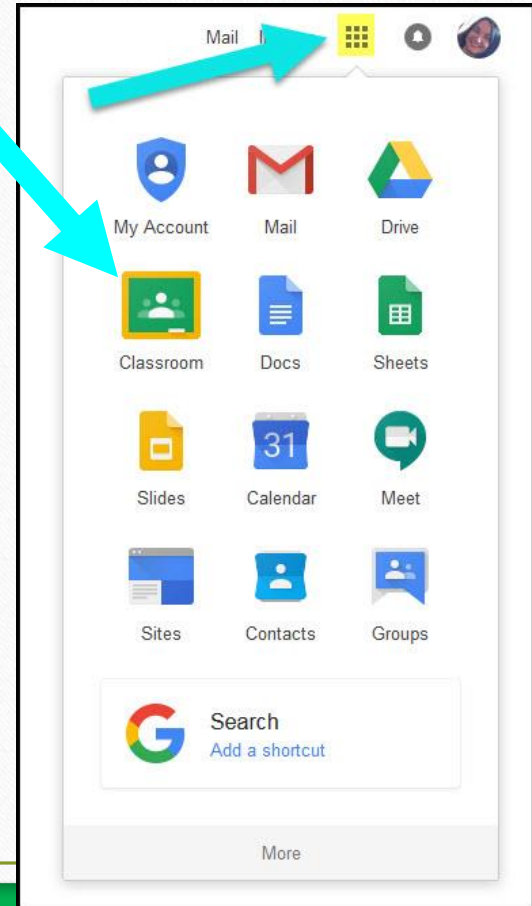 Mail
My Account Mail Drive
Classroom Docs Sheets
Slides 31 Calendar Meet
Sites Contacts Groups
Search
Add a shortcut
More